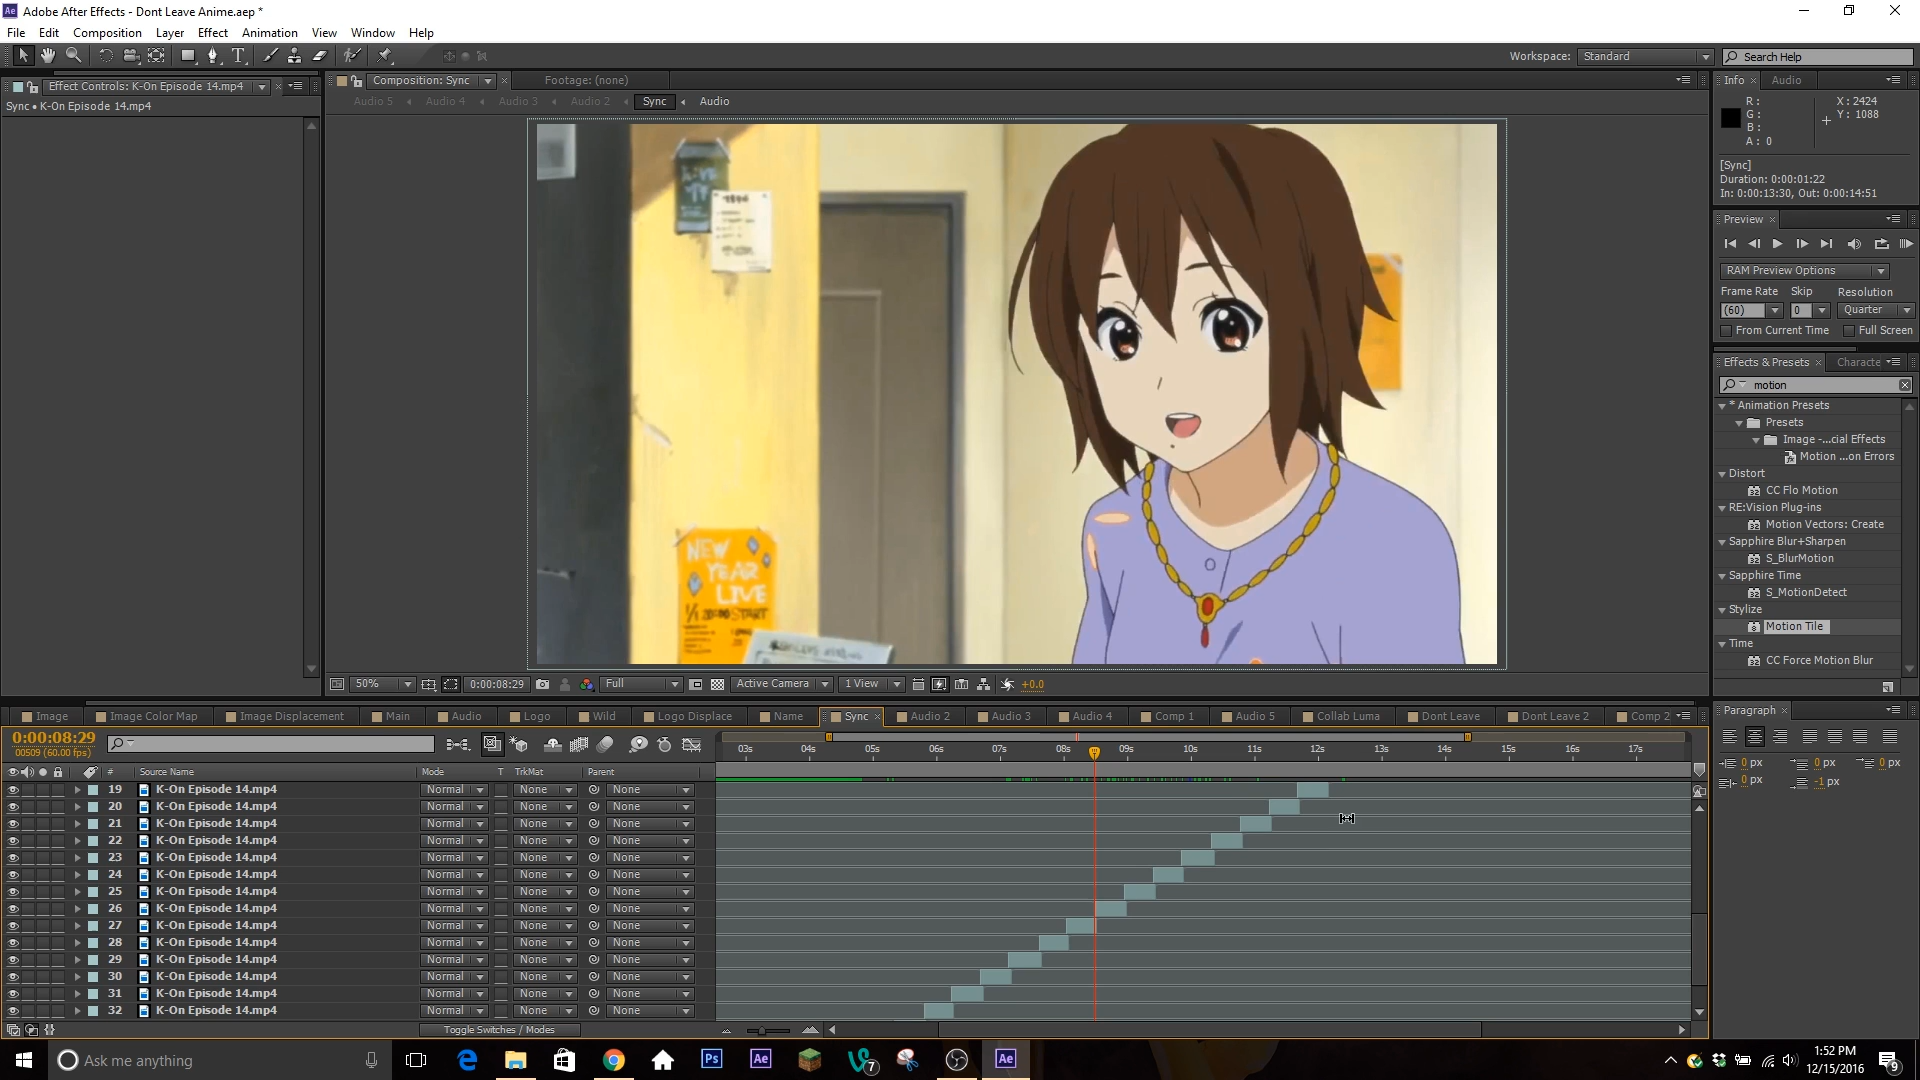 Adobe After Effects - Dont Leave Anime.aep *
File Edit Composition Layer Effect Animation View Window Help
Workspace: Standard Search Help
Effect Controls: K-On Episode 14.mp4
Sync • K-On Episode 14.mp4
Composition: Sync Footage: (none)
Audio 5 Audio 4 Audio 3 Audio 2 Sync Audio
NEW
YEAR
LIVE
1/1 20:00 START
50% 0:00:08:29 Full Active Camera 1 View +0.0
Info Audio
R : X : 2424
G : Y : 1088
B :
A : 0
[Sync]
Duration: 0:00:01:22
In: 0:00:13:30, Out: 0:00:14:51
Preview
RAM Preview Options
Frame Rate Skip Resolution
(60) 0 Quarter
From Current Time Full Screen
Effects & Presets Characte
motion
* Animation Presets
Presets
Image -...cial Effects
Motion ...on Errors
Distort
CC Flo Motion
RE:Vision Plug-ins
Motion Vectors: Create
Sapphire Blur+Sharpen
S_BlurMotion
Sapphire Time
S_MotionDetect
Stylize
Motion Tile
Time
CC Force Motion Blur
Image Image Color Map Image Displacement Main Audio Logo Wild Logo Displace Name Sync Audio 2 Audio 3 Audio 4 Comp 1 Audio 5 Collab Luma Dont Leave Dont Leave 2 Comp 2
0:00:08:29
00509 (60.00 fps)
03s 04s 05s 06s 07s 08s 09s 10s 11s 12s 13s 14s 15s 16s 17s
# Source Name Mode T TrkMat Parent
19 K-On Episode 14.mp4 Normal None None
20 K-On Episode 14.mp4 Normal None None
21 K-On Episode 14.mp4 Normal None None
22 K-On Episode 14.mp4 Normal None None
23 K-On Episode 14.mp4 Normal None None
24 K-On Episode 14.mp4 Normal None None
25 K-On Episode 14.mp4 Normal None None
26 K-On Episode 14.mp4 Normal None None
27 K-On Episode 14.mp4 Normal None None
28 K-On Episode 14.mp4 Normal None None
29 K-On Episode 14.mp4 Normal None None
30 K-On Episode 14.mp4 Normal None None
31 K-On Episode 14.mp4 Normal None None
32 K-On Episode 14.mp4 Normal None None
Toggle Switches / Modes
Paragraph
0 px 0 px 0 px
0 px -1 px
Ask me anything
Ps Ae 7 Ae
1:52 PM
12/15/2016
9